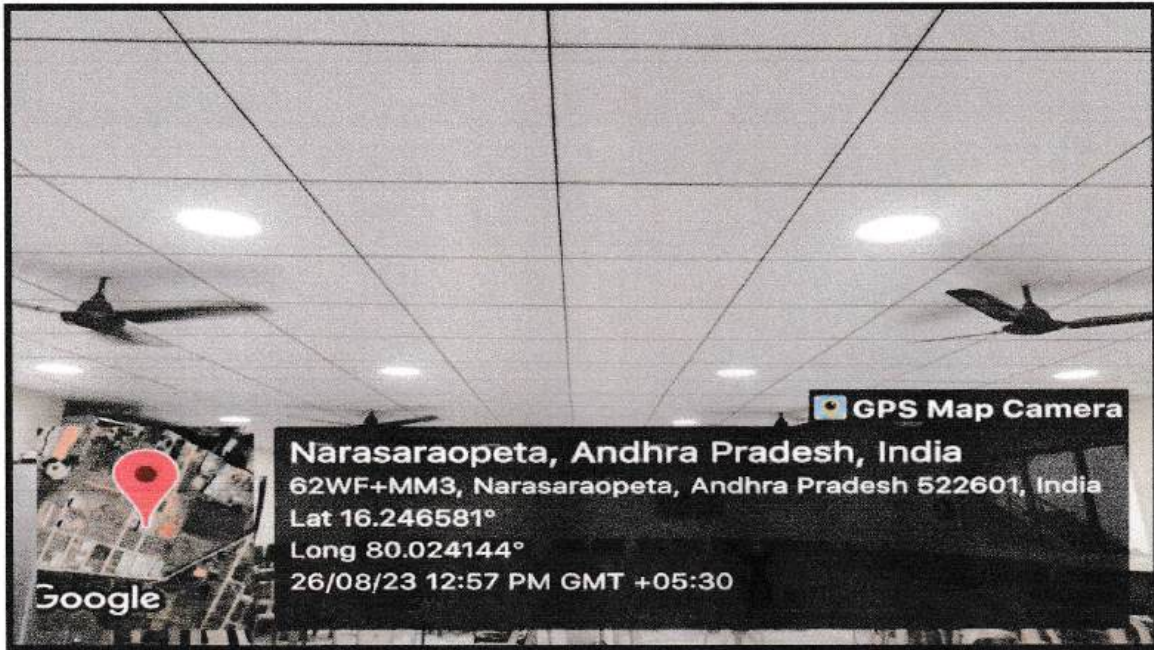 GPS Map Camera
Narasaraopeta, Andhra Pradesh, India
62WF+MM3, Narasaraopeta, Andhra Pradesh 522601, India
Lat 16.246581°
Long 80.024144°
26/08/23 12:57 PM GMT +05:30
Google